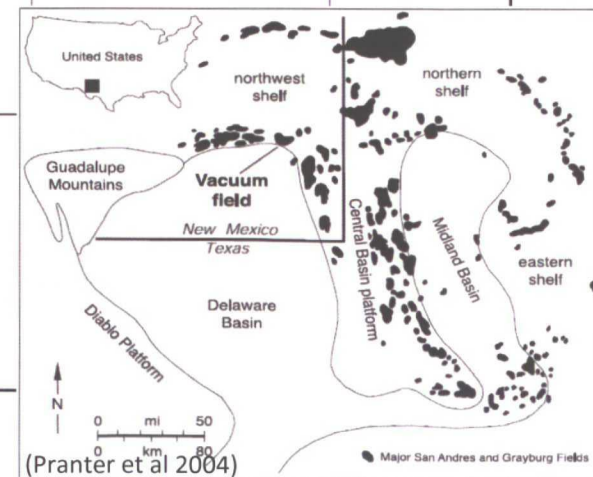 United States
northwest
shelf
northern
shelf
Guadalupe
Mountains
Vacuum
field
New Mexico
Texas
Central Basin platform
Midland Basin
eastern
shelf
Delaware
Basin
Diablo Platform
N
0 mi 50
0 km 80
Major San Andres and Grayburg Fields
(Pranter et al 2004)